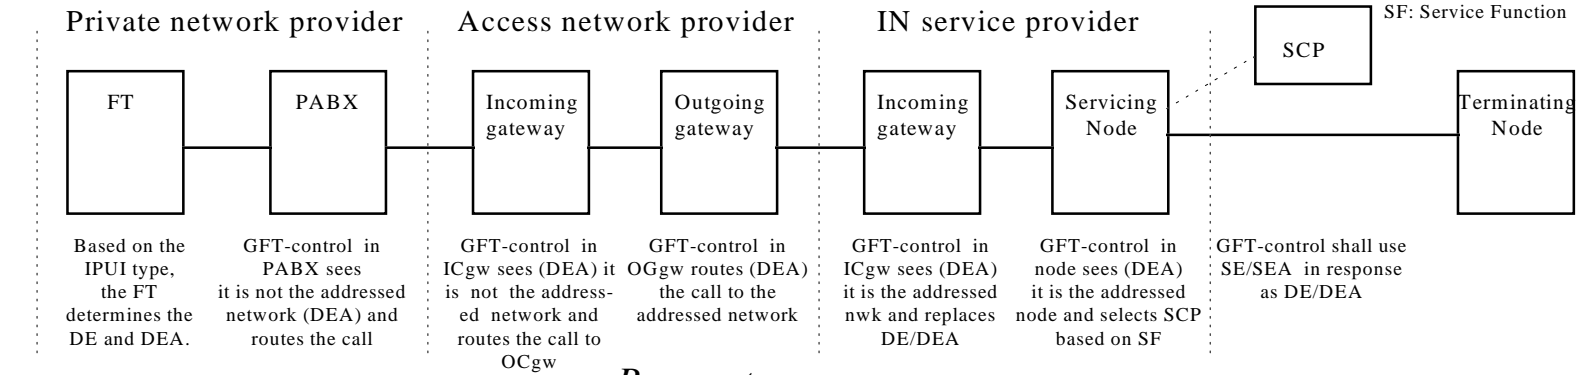 Private network provider
Access network provider
IN service provider
SF: Service Function
SCP
FT
PABX
Incoming
gateway
Outgoing
gateway
Incoming
gateway
Servicing
Node
Terminating
Node
Based on the
IPUI type,
the FT
determines the
DE and DEA.
GFT-control in
PABX sees
it is not the addressed
network (DEA) and
routes the call
GFT-control in
ICgw sees (DEA) it
is not the address-
ed network and
routes the call to
OCgw
GFT-control in
OGgw routes (DEA)
the call to the
addressed network
GFT-control in
ICgw sees (DEA)
it is the addressed
nwk and replaces
DE/DEA
GFT-control in
node sees (DEA)
it is the addressed
node and selects SCP
based on SF
GFT-control shall use
SE/SEA in response
as DE/DEA